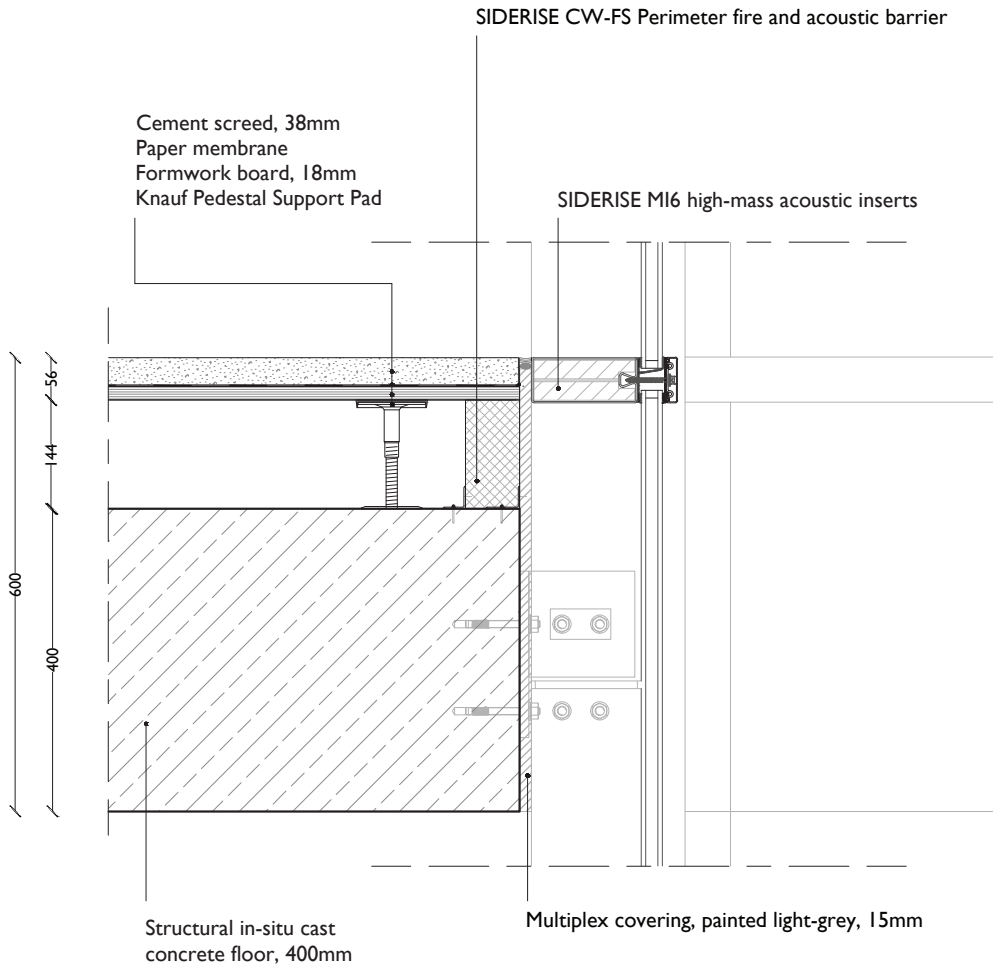 SIDERISE CW-FS Perimeter fire and acoustic barrier
Cement screed, 38mm
Paper membrane
Formwork board, 18mm
Knauf Pedestal Support Pad
SIDERISE MI6 high-mass acoustic inserts
56
144
600
400
Multiplex covering, painted light-grey, 15mm
Structural in-situ cast
concrete floor, 400mm